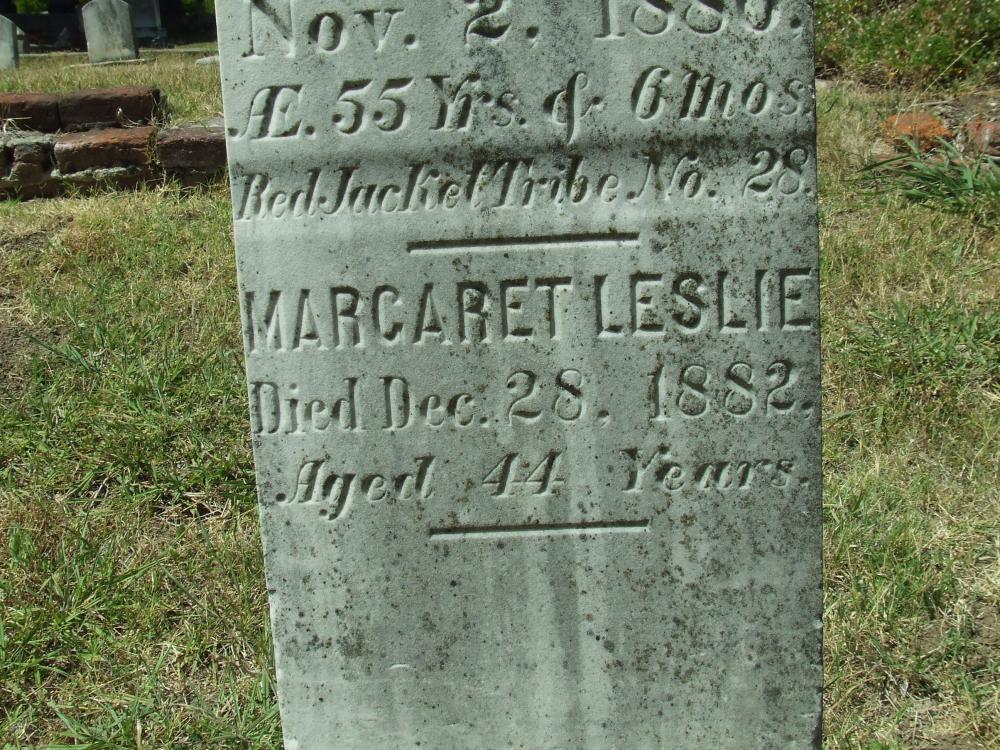 Nov. 2. 1880.
Æ. 55 Yrs. & 6 mos.
Red Jacket Tribe No. 28.
MARGARET LESLIE
Died Dec. 28. 1882.
Aged 44 Years.